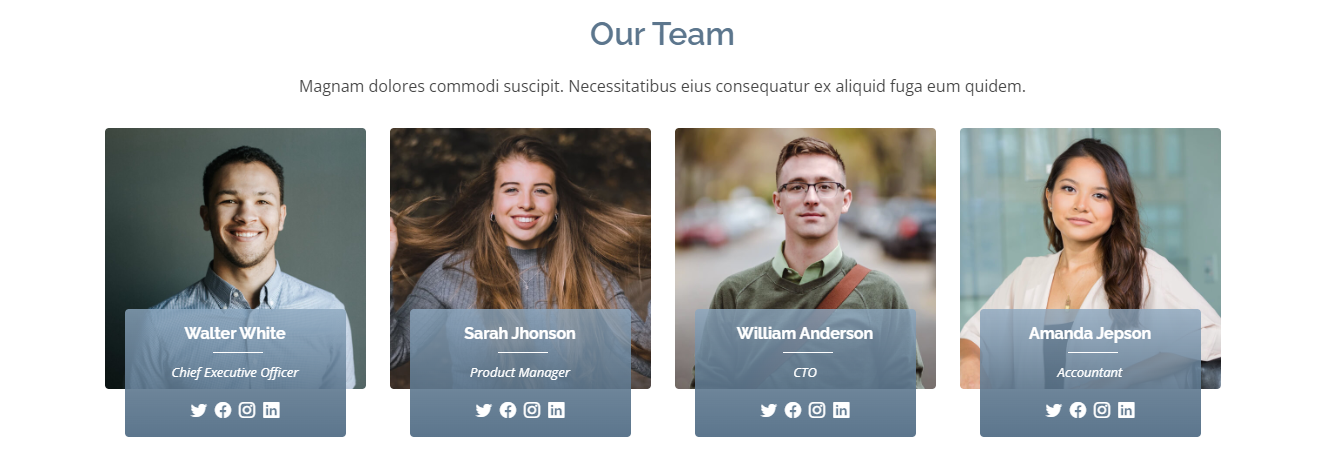 Our Team
Magnam dolores commodi suscipit. Necessitatibus eius consequatur ex aliquid fuga eum quidem.
Walter White
Chief Executive Officer
Sarah Jhonson
Product Manager
William Anderson
CTO
Amanda Jepson
Accountant